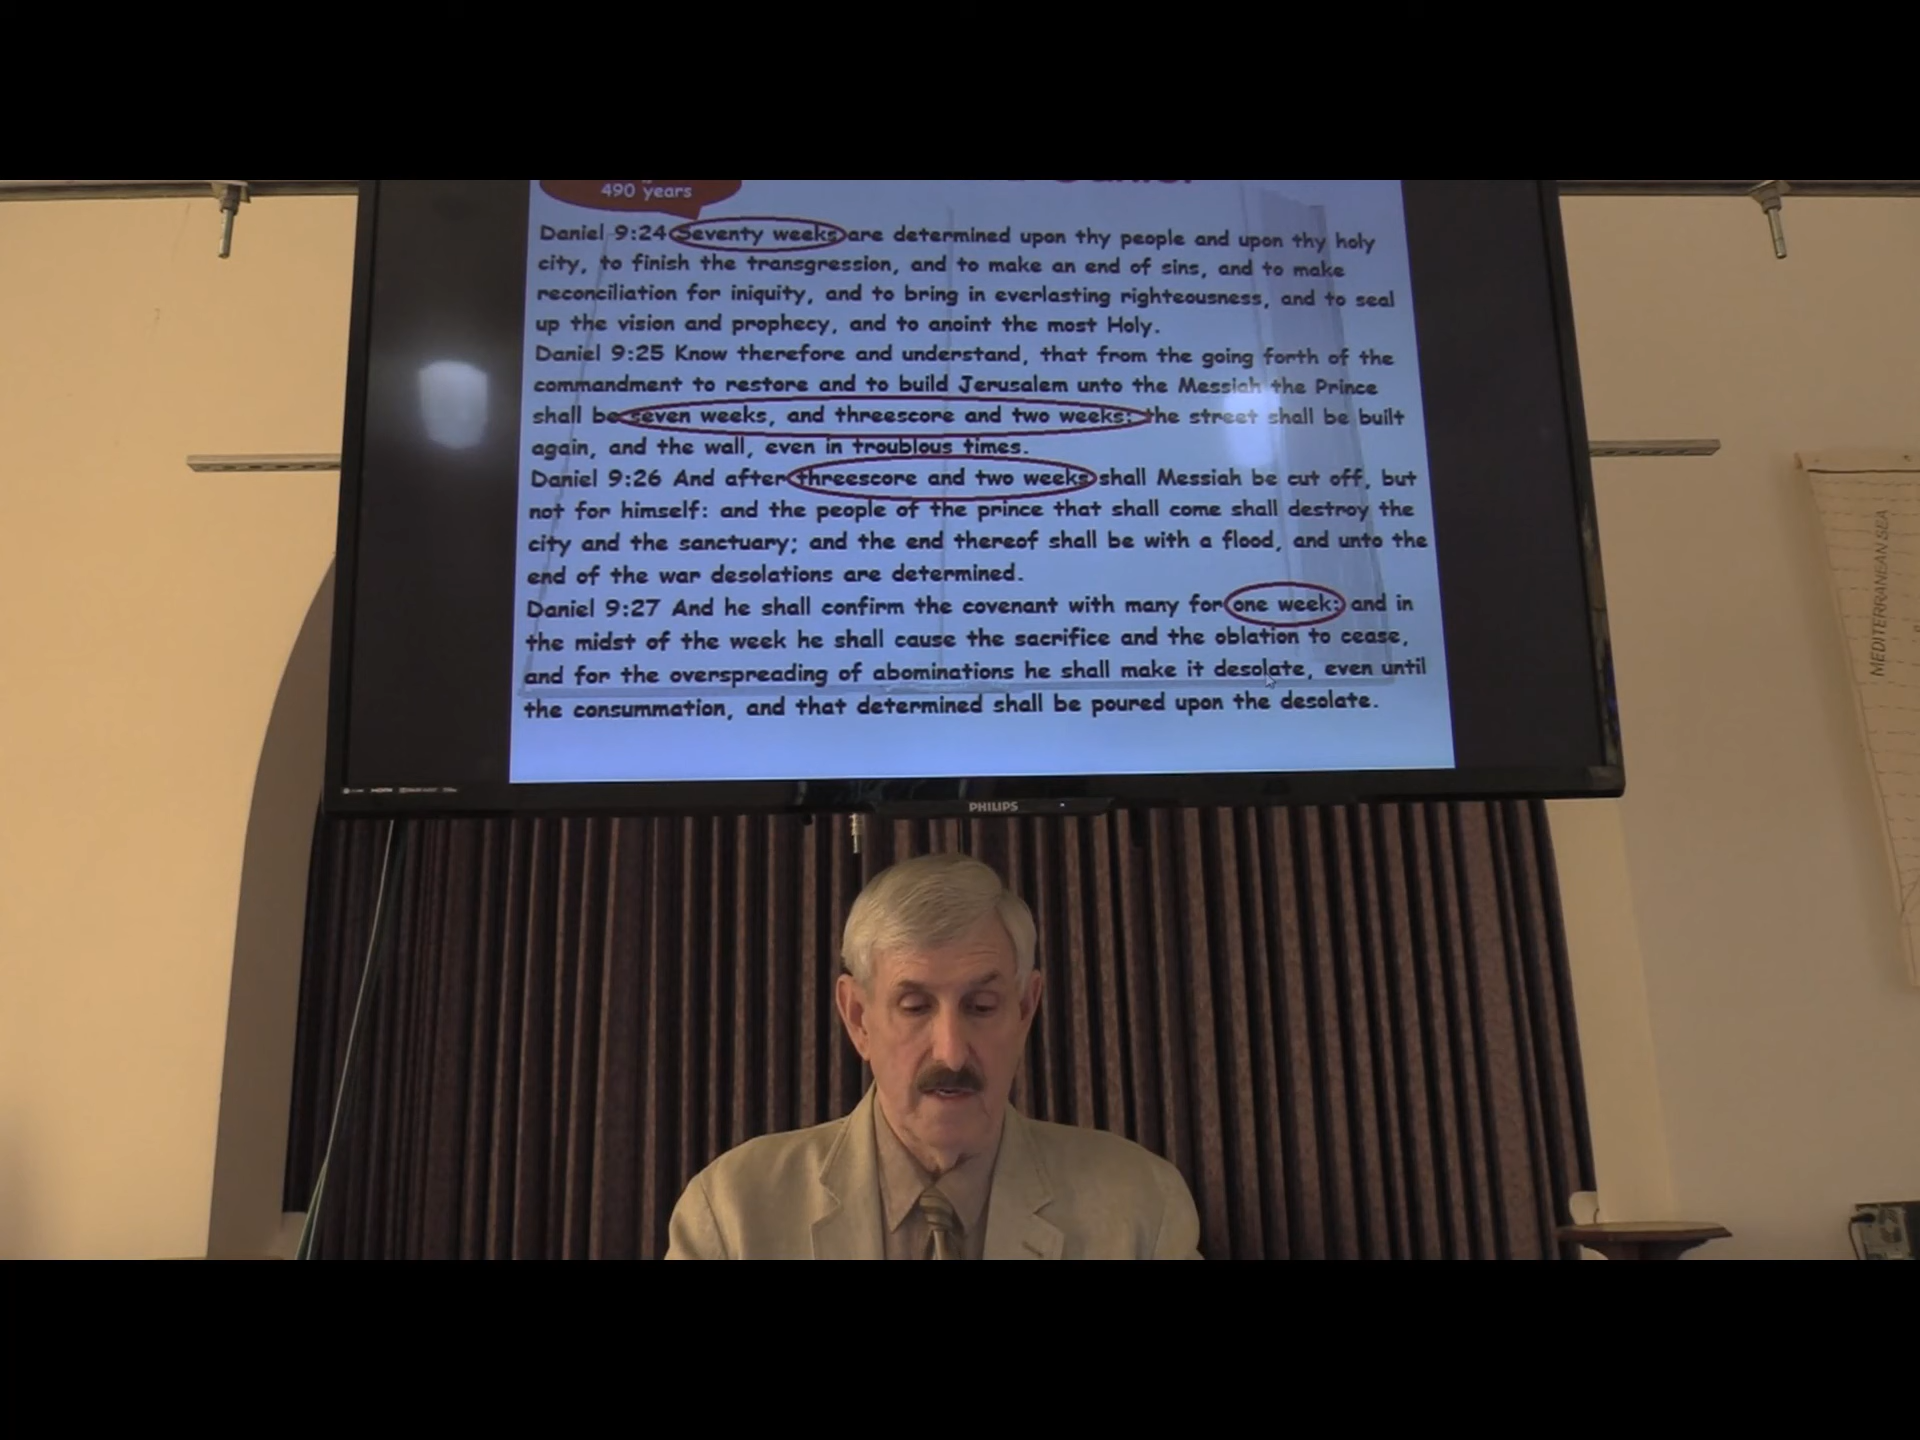 490 years
Daniel 9:24 Seventy weeks are determined upon thy people and upon thy holy
city, to finish the transgression, and to make an end of sins, and to make
reconciliation for iniquity, and to bring in everlasting righteousness, and to seal
up the vision and prophecy, and to anoint the most Holy.
Daniel 9:25 Know therefore and understand, that from the going forth of the
commandment to restore and to build Jerusalem unto the Messiah the Prince
shall be seven weeks, and threescore and two weeks: the street shall be built
again, and the wall, even in troublous times.
Daniel 9:26 And after threescore and two weeks shall Messiah be cut off, but
not for himself: and the people of the prince that shall come shall destroy the
city and the sanctuary; and the end thereof shall be with a flood, and unto the
end of the war desolations are determined.
Daniel 9:27 And he shall confirm the covenant with many for one week: and in
the midst of the week he shall cause the sacrifice and the oblation to cease,
and for the overspreading of abominations he shall make it desolate, even until
the consummation, and that determined shall be poured upon the desolate.
PHILIPS
MEDITERRANEAN SEA